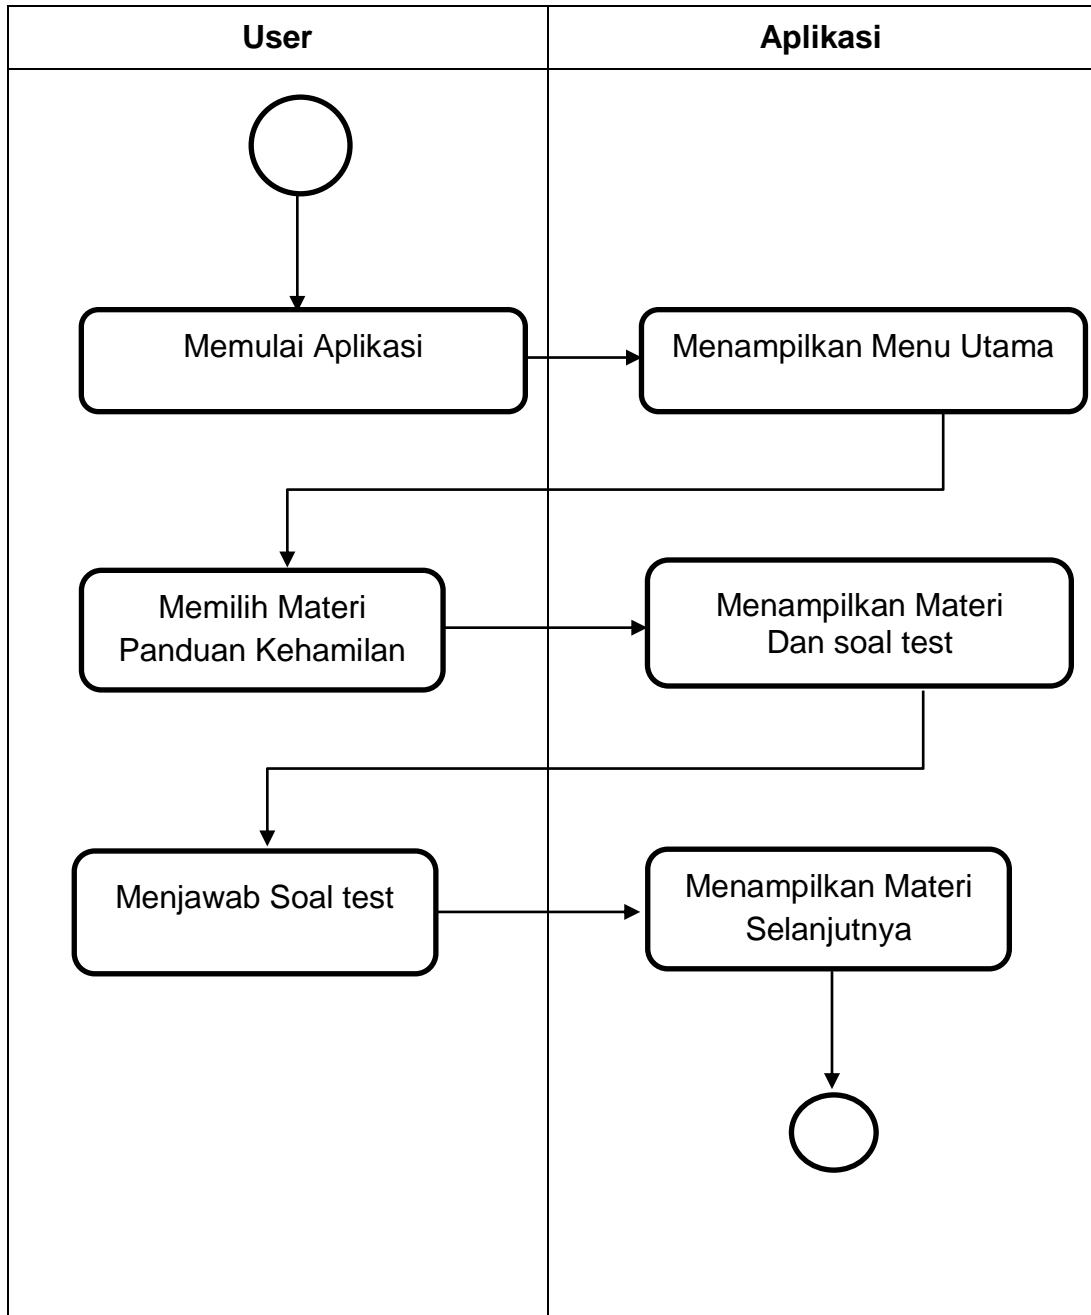 User
Aplikasi
Memulai Aplikasi
Menampilkan Menu Utama
Memilih Materi
Panduan Kehamilan
Menampilkan Materi
Dan soal test
Menjawab Soal test
Menampilkan Materi
Selanjutnya